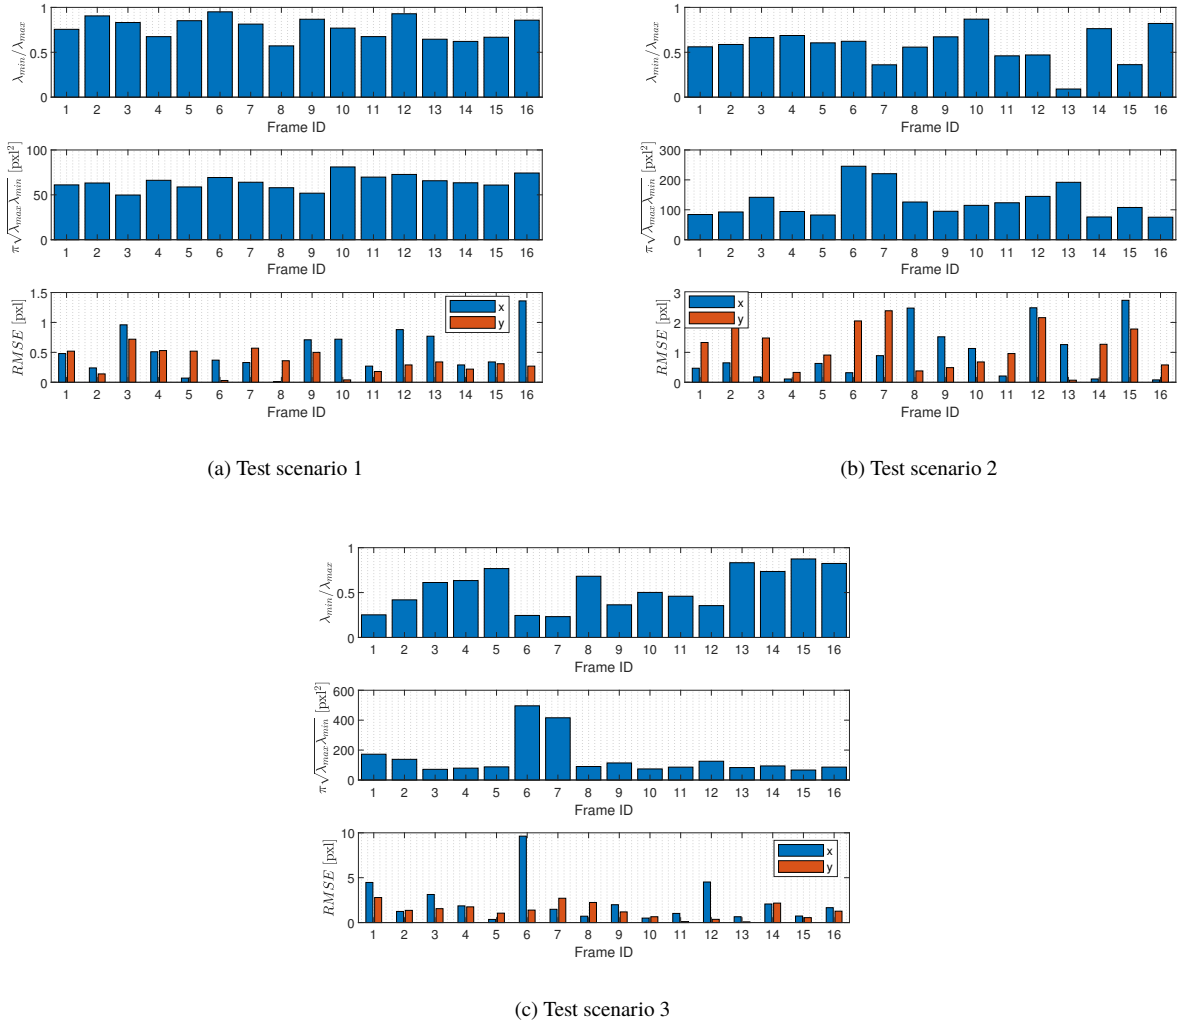 1
0.5
0
λmin/λmax
1 2 3 4 5 6 7 8 9 10 11 12 13 14 15 16
Frame ID
100
50
0
π√λmaxλmin [pxl²]
1 2 3 4 5 6 7 8 9 10 11 12 13 14 15 16
Frame ID
1.5
1
0.5
0
RMSE [pxl]
x
y
1 2 3 4 5 6 7 8 9 10 11 12 13 14 15 16
Frame ID
(a) Test scenario 1
1
0.5
0
λmin/λmax
1 2 3 4 5 6 7 8 9 10 11 12 13 14 15 16
Frame ID
300
200
100
0
π√λmaxλmin [pxl²]
1 2 3 4 5 6 7 8 9 10 11 12 13 14 15 16
Frame ID
3
2
1
0
RMSE [pxl]
x
y
1 2 3 4 5 6 7 8 9 10 11 12 13 14 15 16
Frame ID
(b) Test scenario 2
1
0.5
0
λmin/λmax
1 2 3 4 5 6 7 8 9 10 11 12 13 14 15 16
Frame ID
600
400
200
0
π√λmaxλmin [pxl²]
1 2 3 4 5 6 7 8 9 10 11 12 13 14 15 16
Frame ID
10
5
0
RMSE [pxl]
x
y
1 2 3 4 5 6 7 8 9 10 11 12 13 14 15 16
Frame ID
(c) Test scenario 3